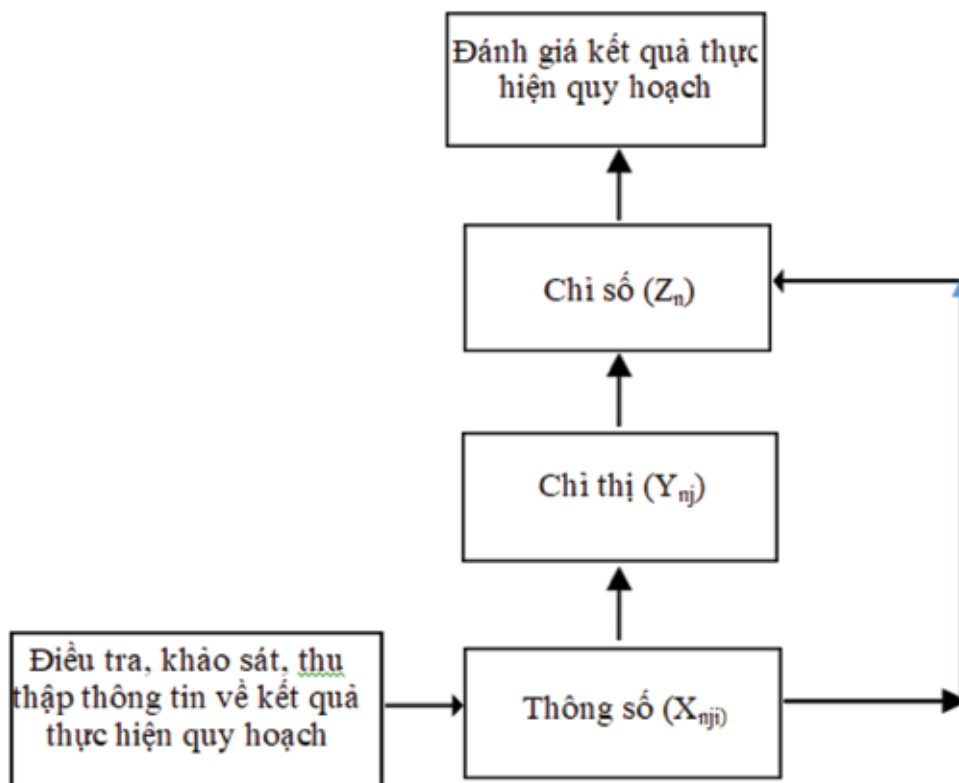 Đánh giá kết quả thực
hiện quy hoạch
Chỉ số (Zₙ)
Chỉ thị (Yₙⱼ)
Điều tra, khảo sát, thu
thập thông tin về kết quả
thực hiện quy hoạch
Thông số (Xₙⱼᵢ)